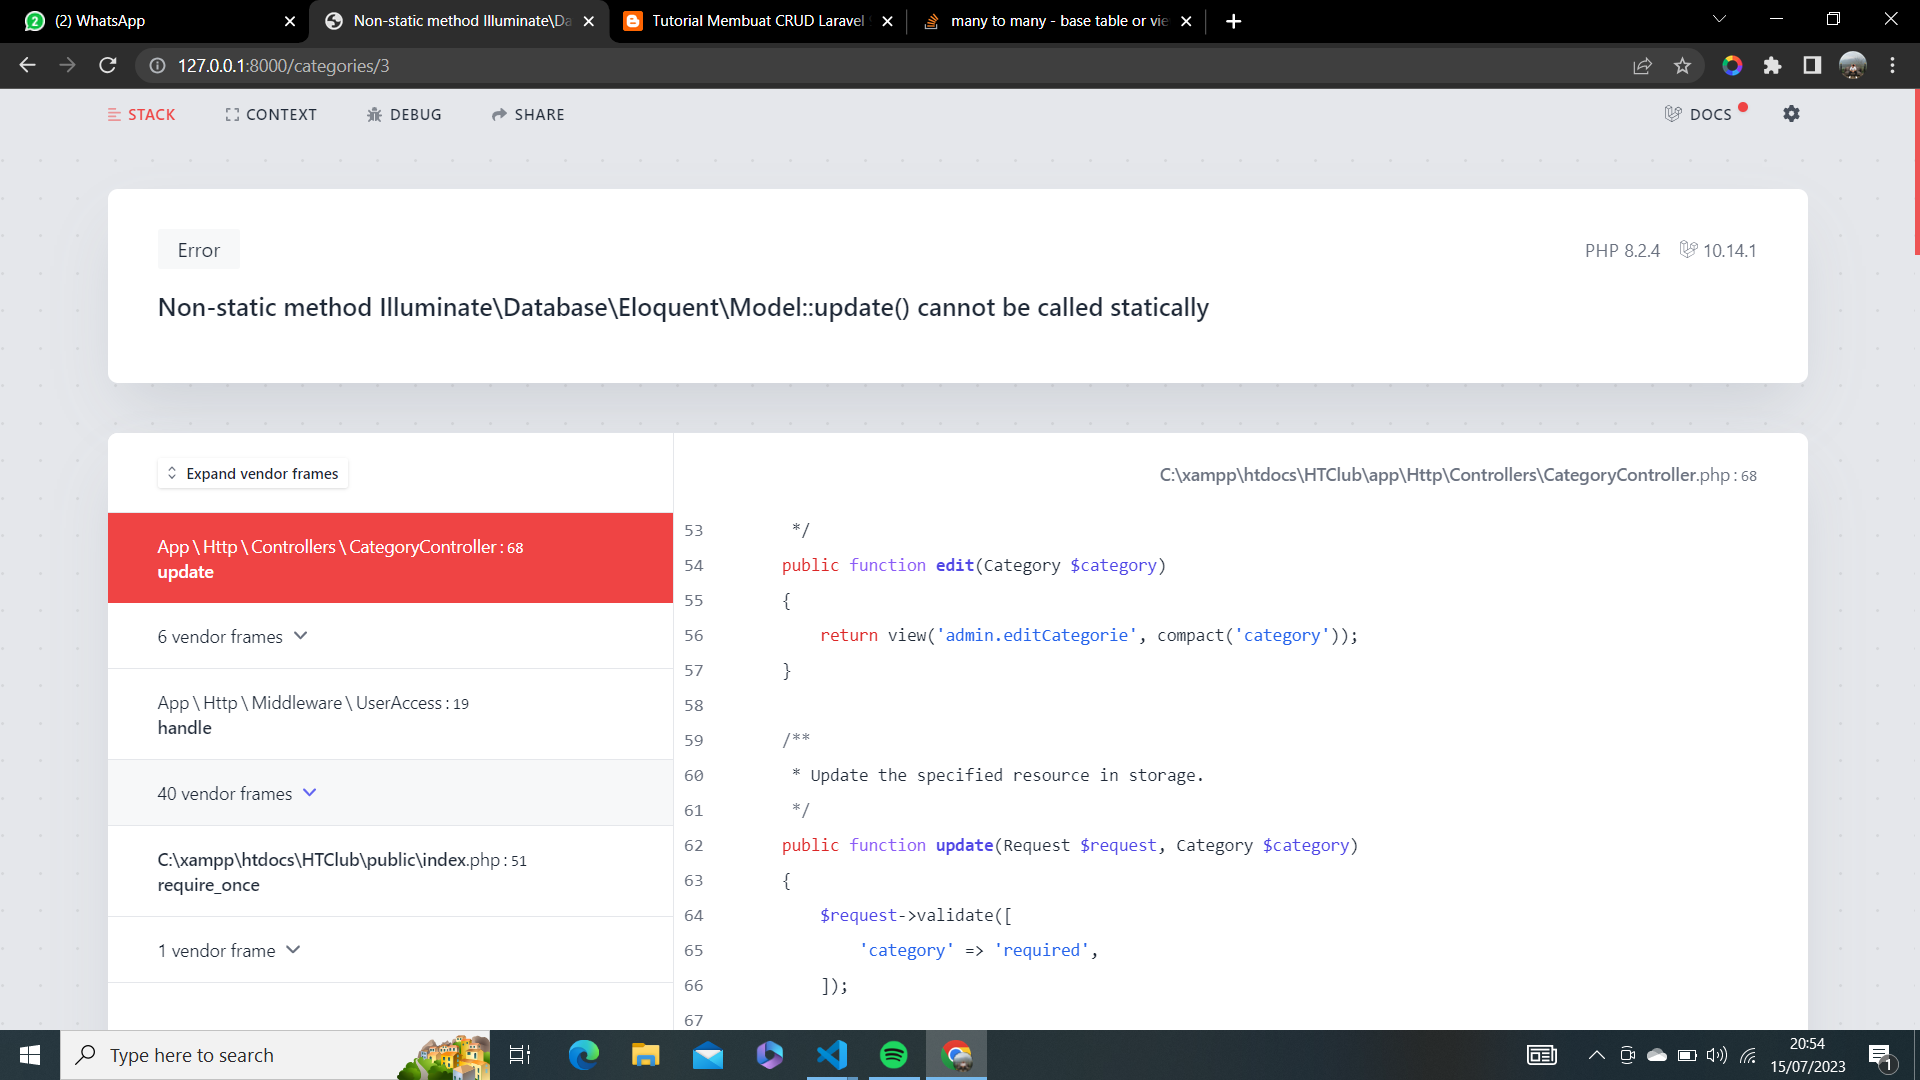 (2) WhatsApp
Non-static method Illuminate\Da
Tutorial Membuat CRUD Laravel
many to many - base table or vie
127.0.0.1:8000/categories/3
STACK
CONTEXT
DEBUG
SHARE
DOCS
Error
PHP 8.2.4
10.14.1
Non-static method Illuminate\Database\Eloquent\Model::update() cannot be called statically
Expand vendor frames
C:\xampp\htdocs\HTClub\app\Http\Controllers\CategoryController.php : 68
App \ Http \ Controllers \ CategoryController : 68
update
6 vendor frames
App \ Http \ Middleware \ UserAccess : 19
handle
40 vendor frames
C:\xampp\htdocs\HTClub\public\index.php : 51
require_once
1 vendor frame
53 */
54 public function edit(Category $category)
55 {
56 return view('admin.editCategorie', compact('category'));
57 }
58
59 /**
60 * Update the specified resource in storage.
61 */
62 public function update(Request $request, Category $category)
63 {
64 $request->validate([
65 'category' => 'required',
66 ]);
67
Type here to search
20:54
15/07/2023
1